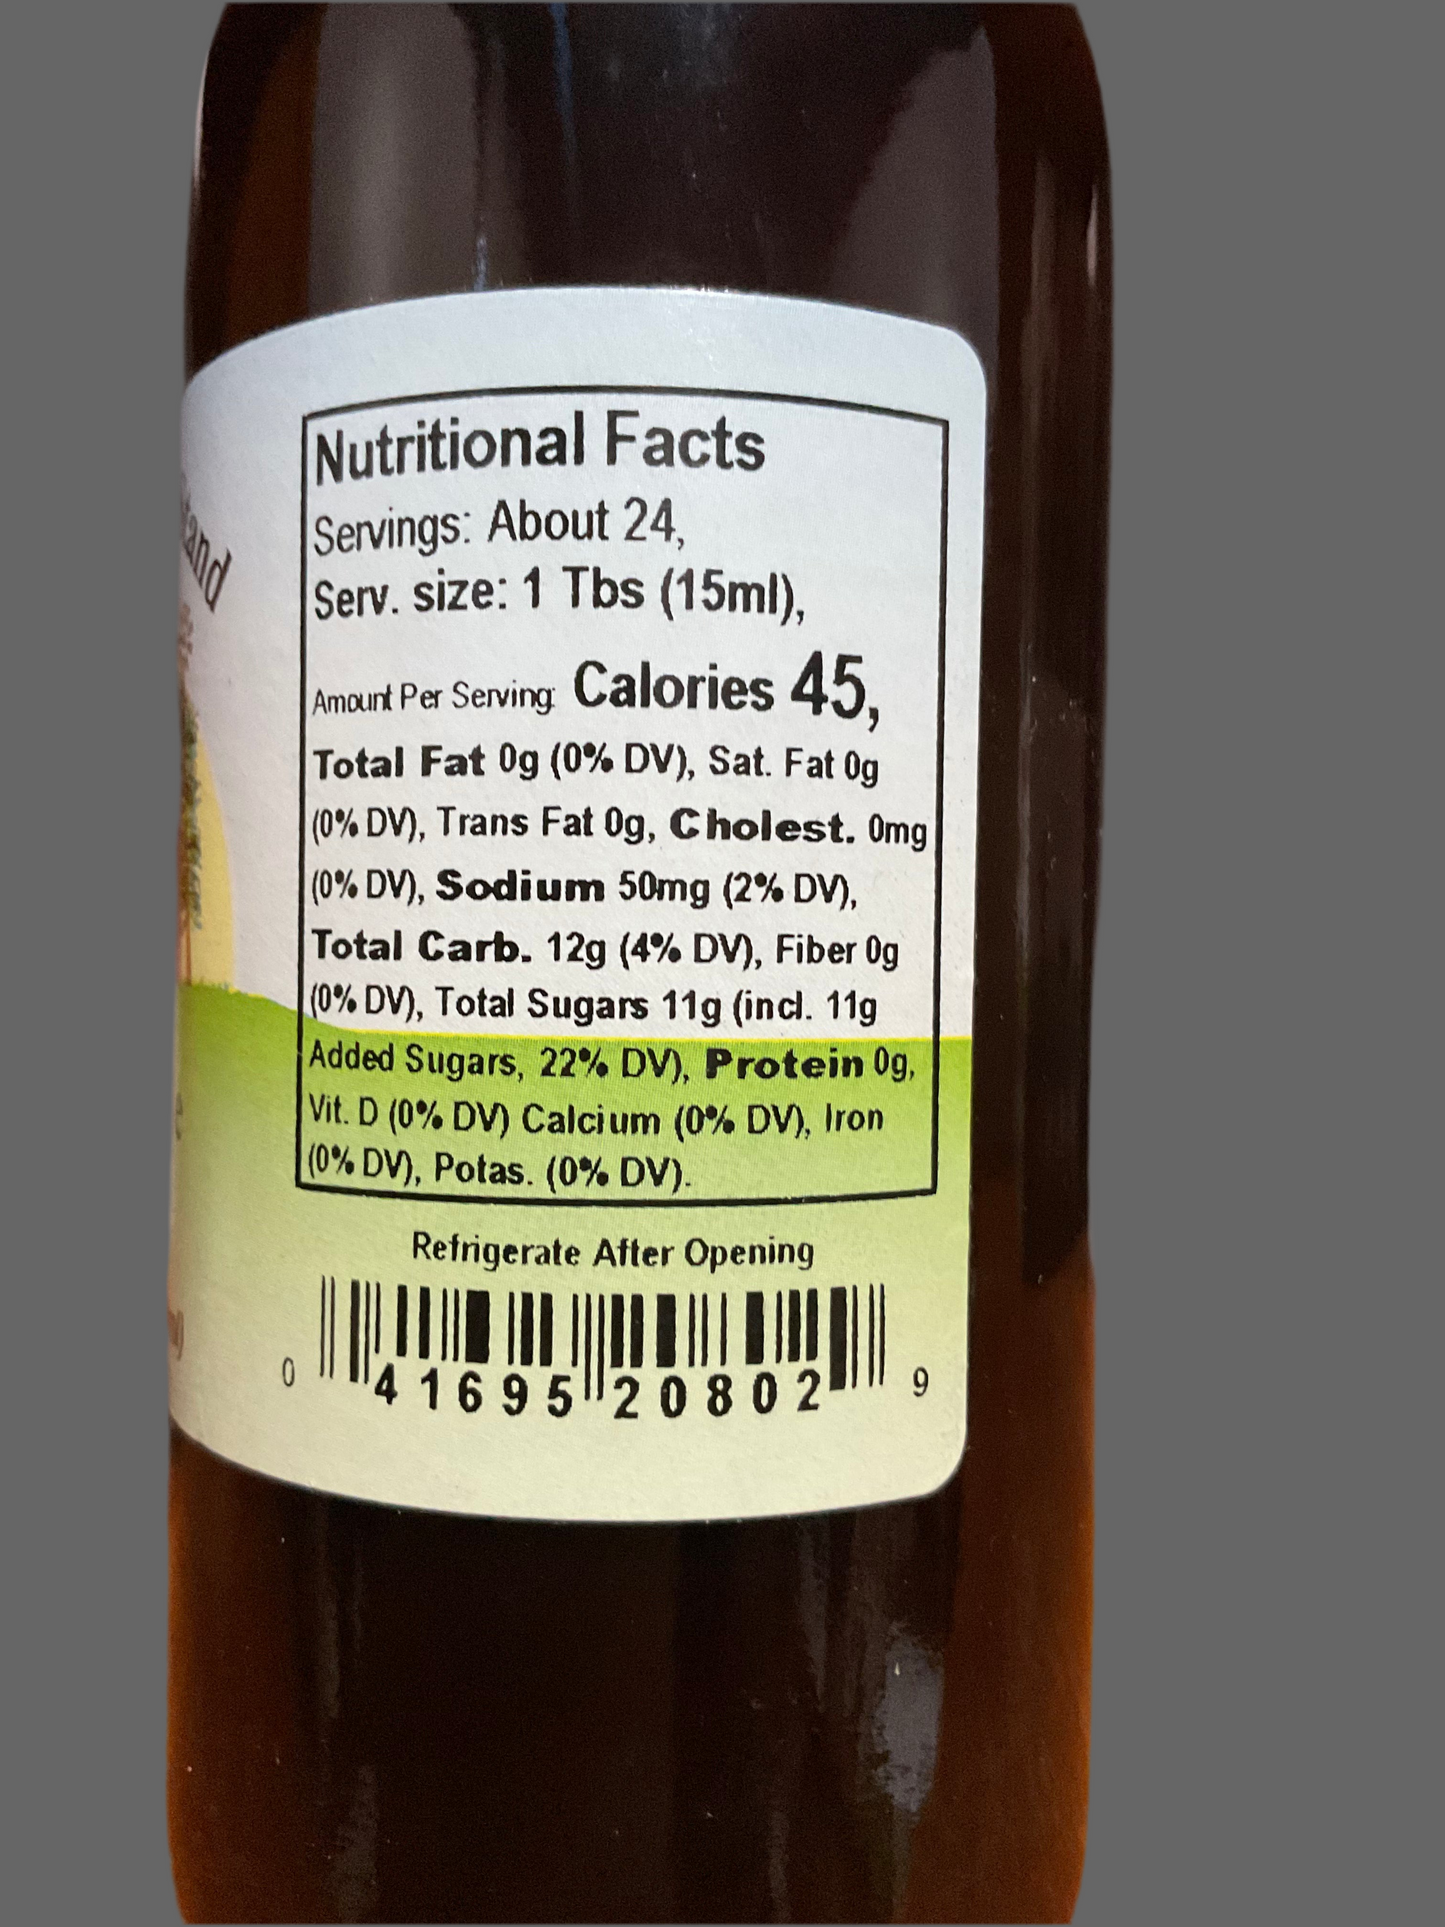 tand
Nutritional Facts
Servings: About 24,
Serv. size: 1 Tbs (15ml),
Amount Per Serving: Calories 45,
Total Fat 0g (0% DV), Sat. Fat 0g
(0% DV), Trans Fat 0g, Cholest. 0mg
(0% DV), Sodium 50mg (2% DV),
Total Carb. 12g (4% DV), Fiber 0g
(0% DV), Total Sugars 11g (incl. 11g
Added Sugars, 22% DV), Protein 0g,
Vit. D (0% DV) Calcium (0% DV), Iron
(0% DV), Potas. (0% DV).
Refrigerate After Opening
0 41695 20802 9